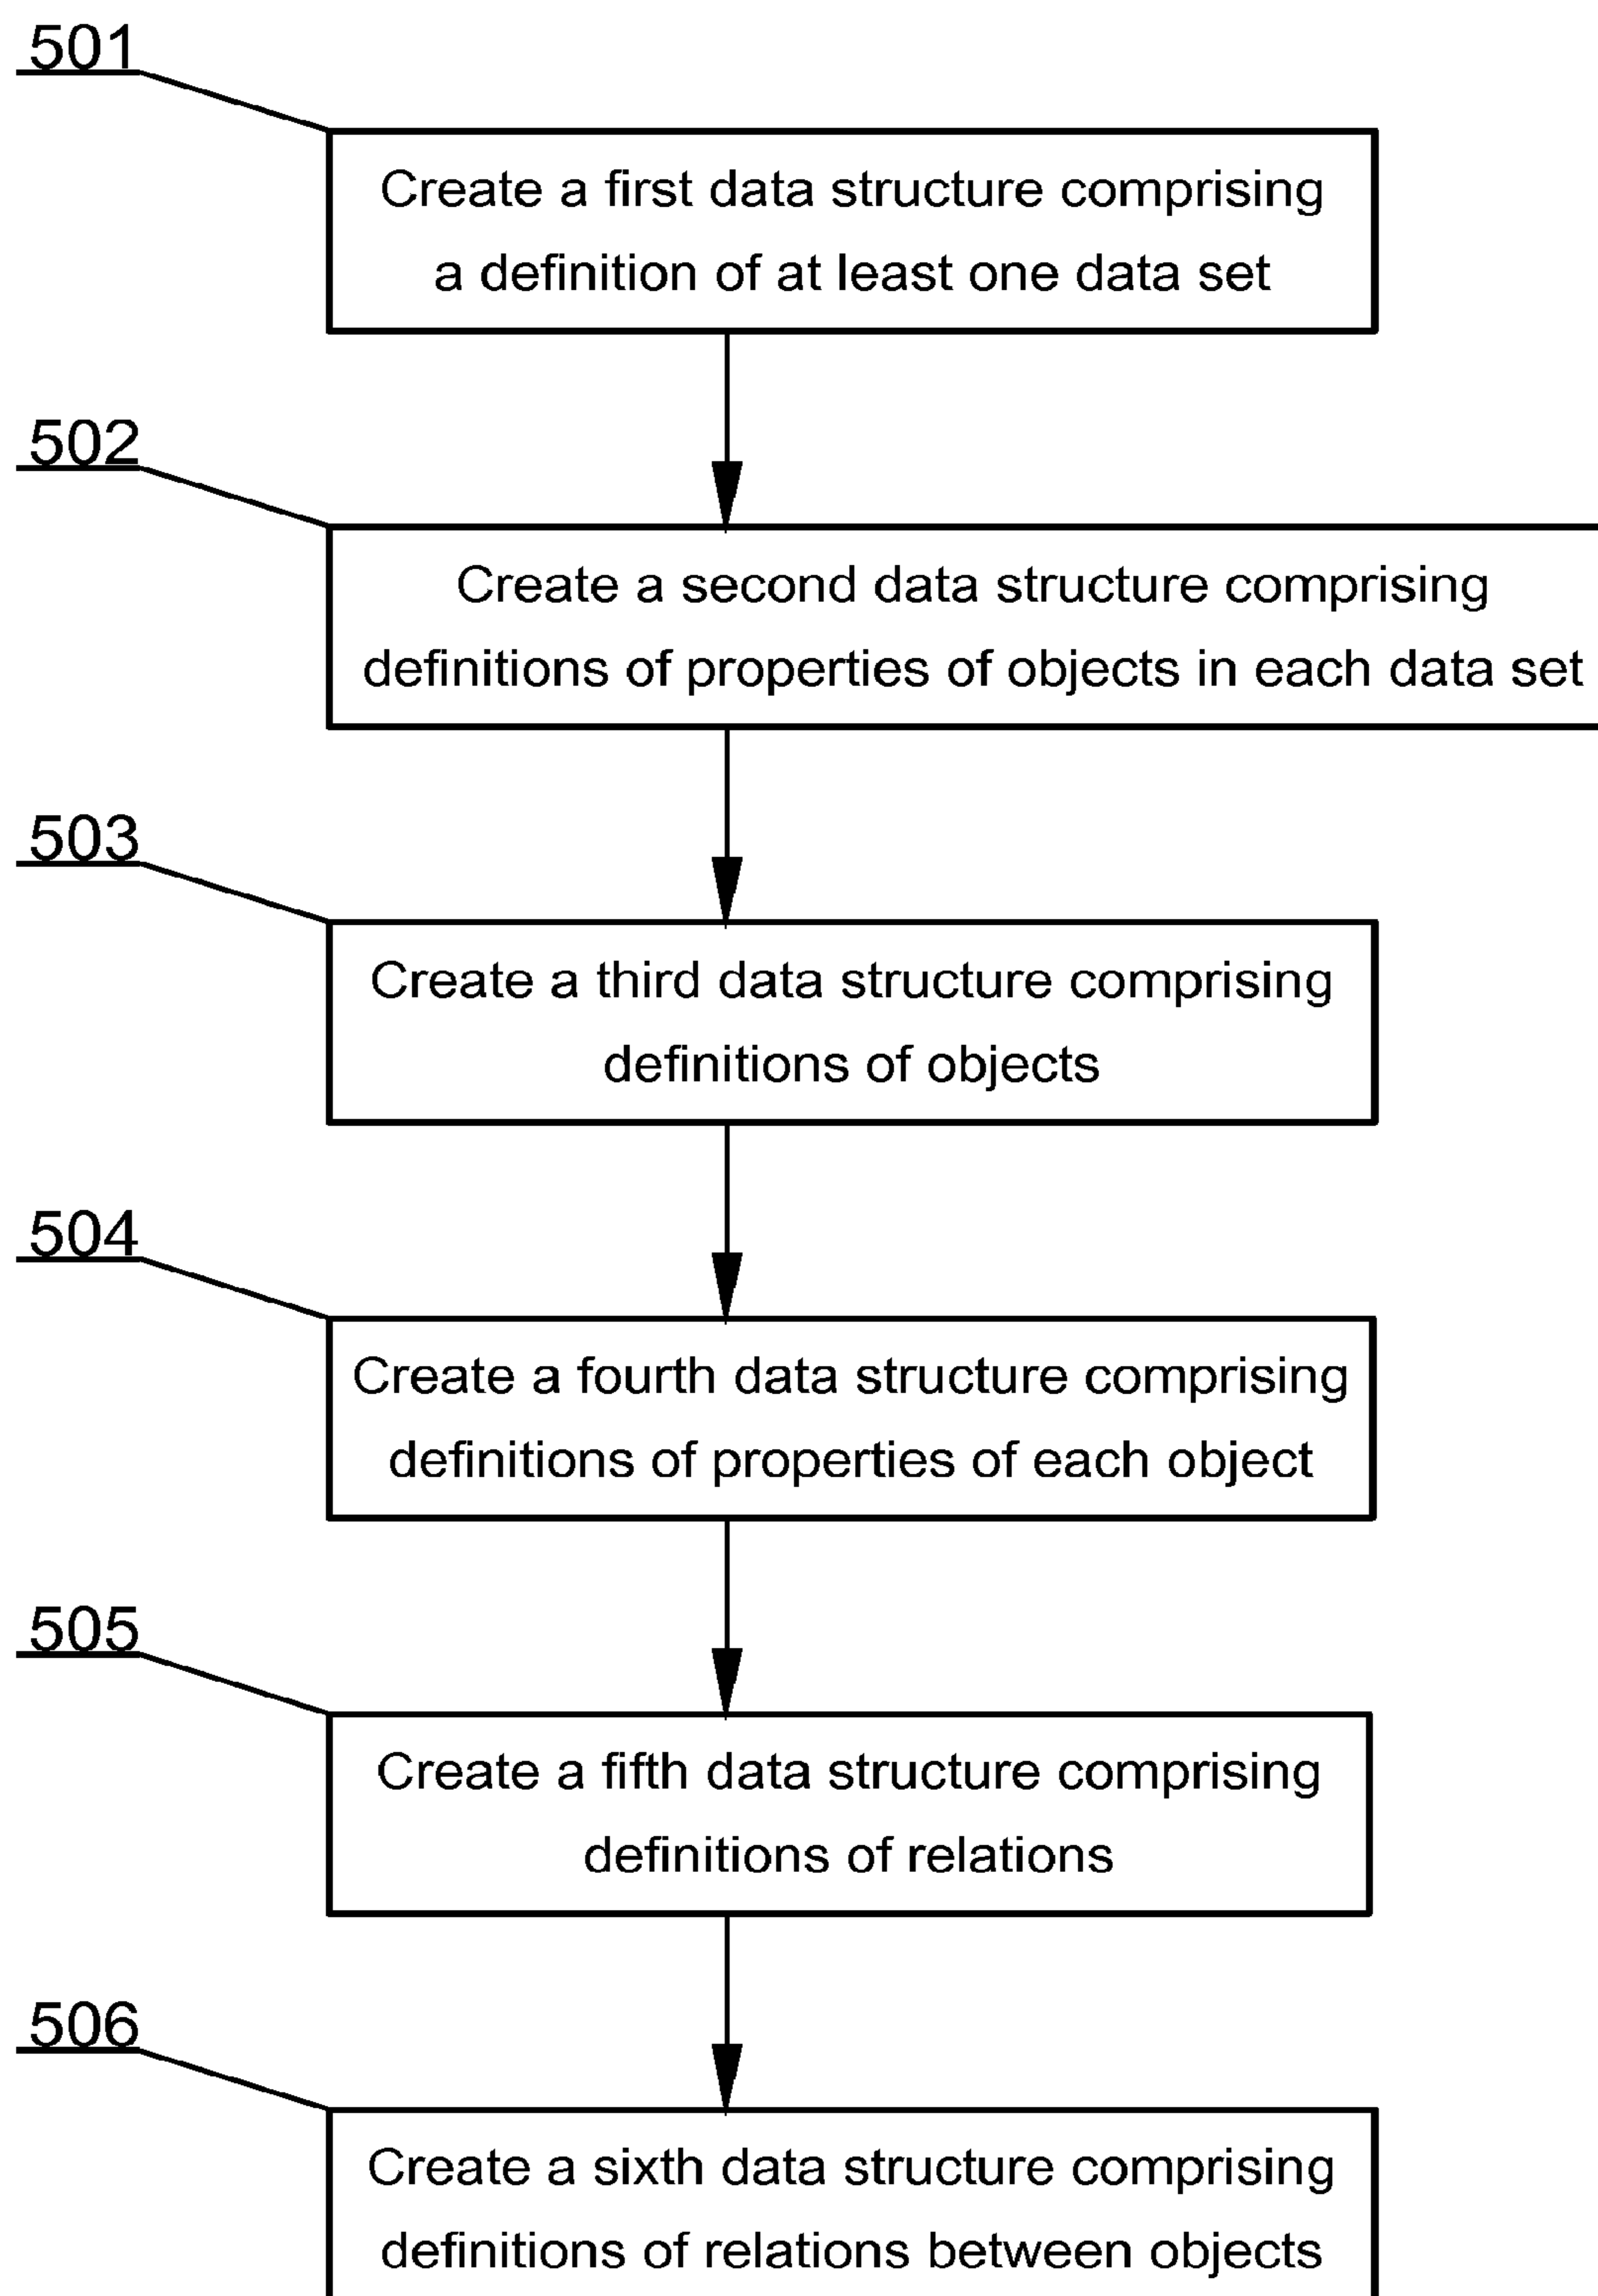 501
Create a first data structure comprising
a definition of at least one data set
502
Create a second data structure comprising
definitions of properties of objects in each data set
503
Create a third data structure comprising
definitions of objects
504
Create a fourth data structure comprising
definitions of properties of each object
505
Create a fifth data structure comprising
definitions of relations
506
Create a sixth data structure comprising
definitions of relations between objects